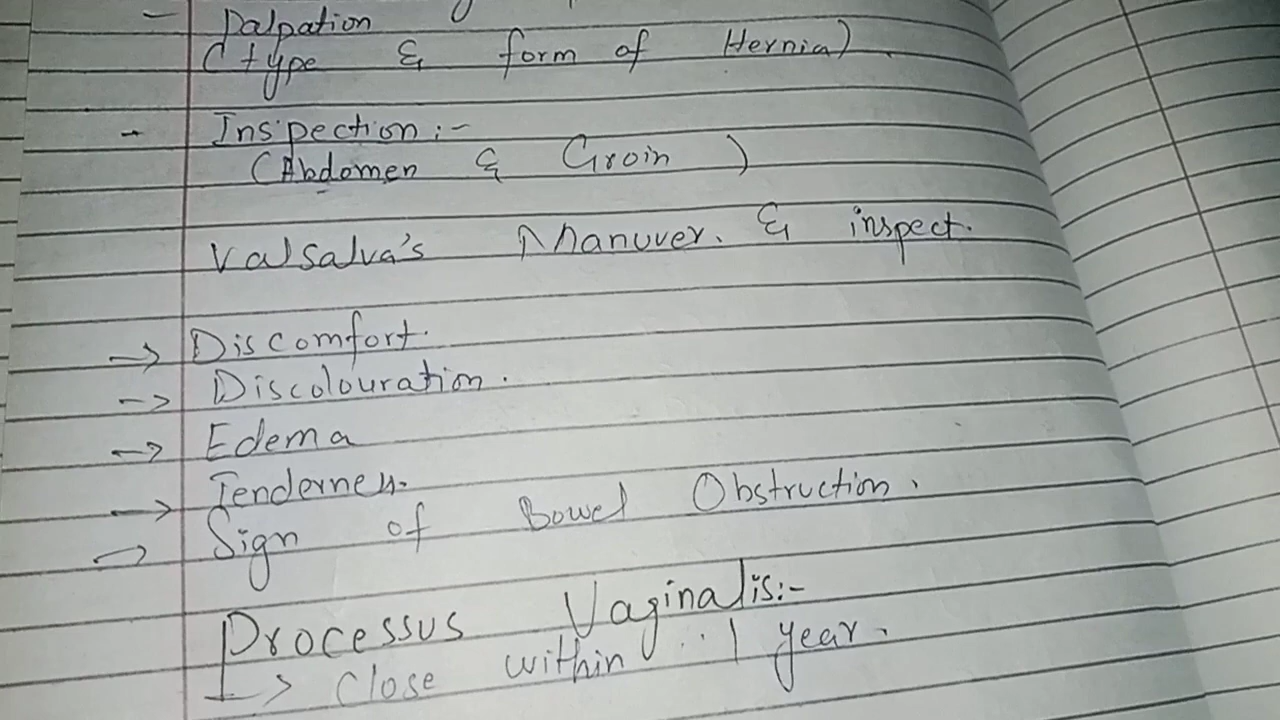 - Palpation
(type & form of Hernia)
- Inspection:-
(Abdomen & Groin)
Valsalva's Manuver. & inspect.
→ Discomfort.
→ Discolouration.
→ Edema
→ Tenderness.
→ Sign of Bowel Obstruction.
Processus Vaginalis:-
→ Close within 1 year.